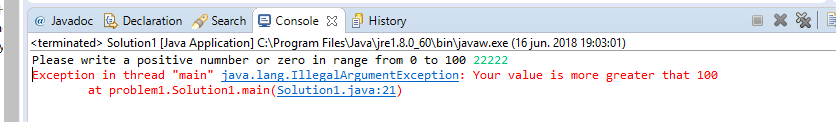 @ Javadoc Declaration Search Console History
<terminated> Solution1 [Java Application] C:\Program Files\Java\jre1.8.0_60\bin\javaw.exe (16 jun. 2018 19:03:01)
Please write a positive numnber or zero in range from 0 to 100 22222
Exception in thread "main" java.lang.IllegalArgumentException: Your value is more greater that 100
at problem1.Solution1.main(Solution1.java:21)